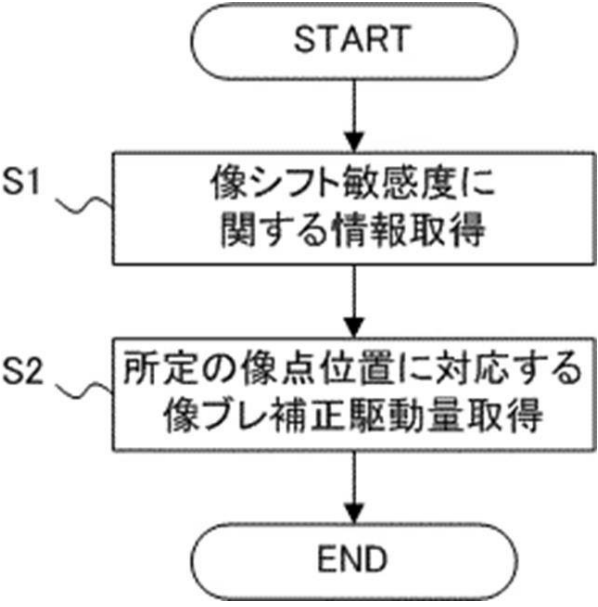 START
S1
像シフト敏感度に
関する情報取得
S2
所定の像点位置に対応する
像ブレ補正駆動量取得
END